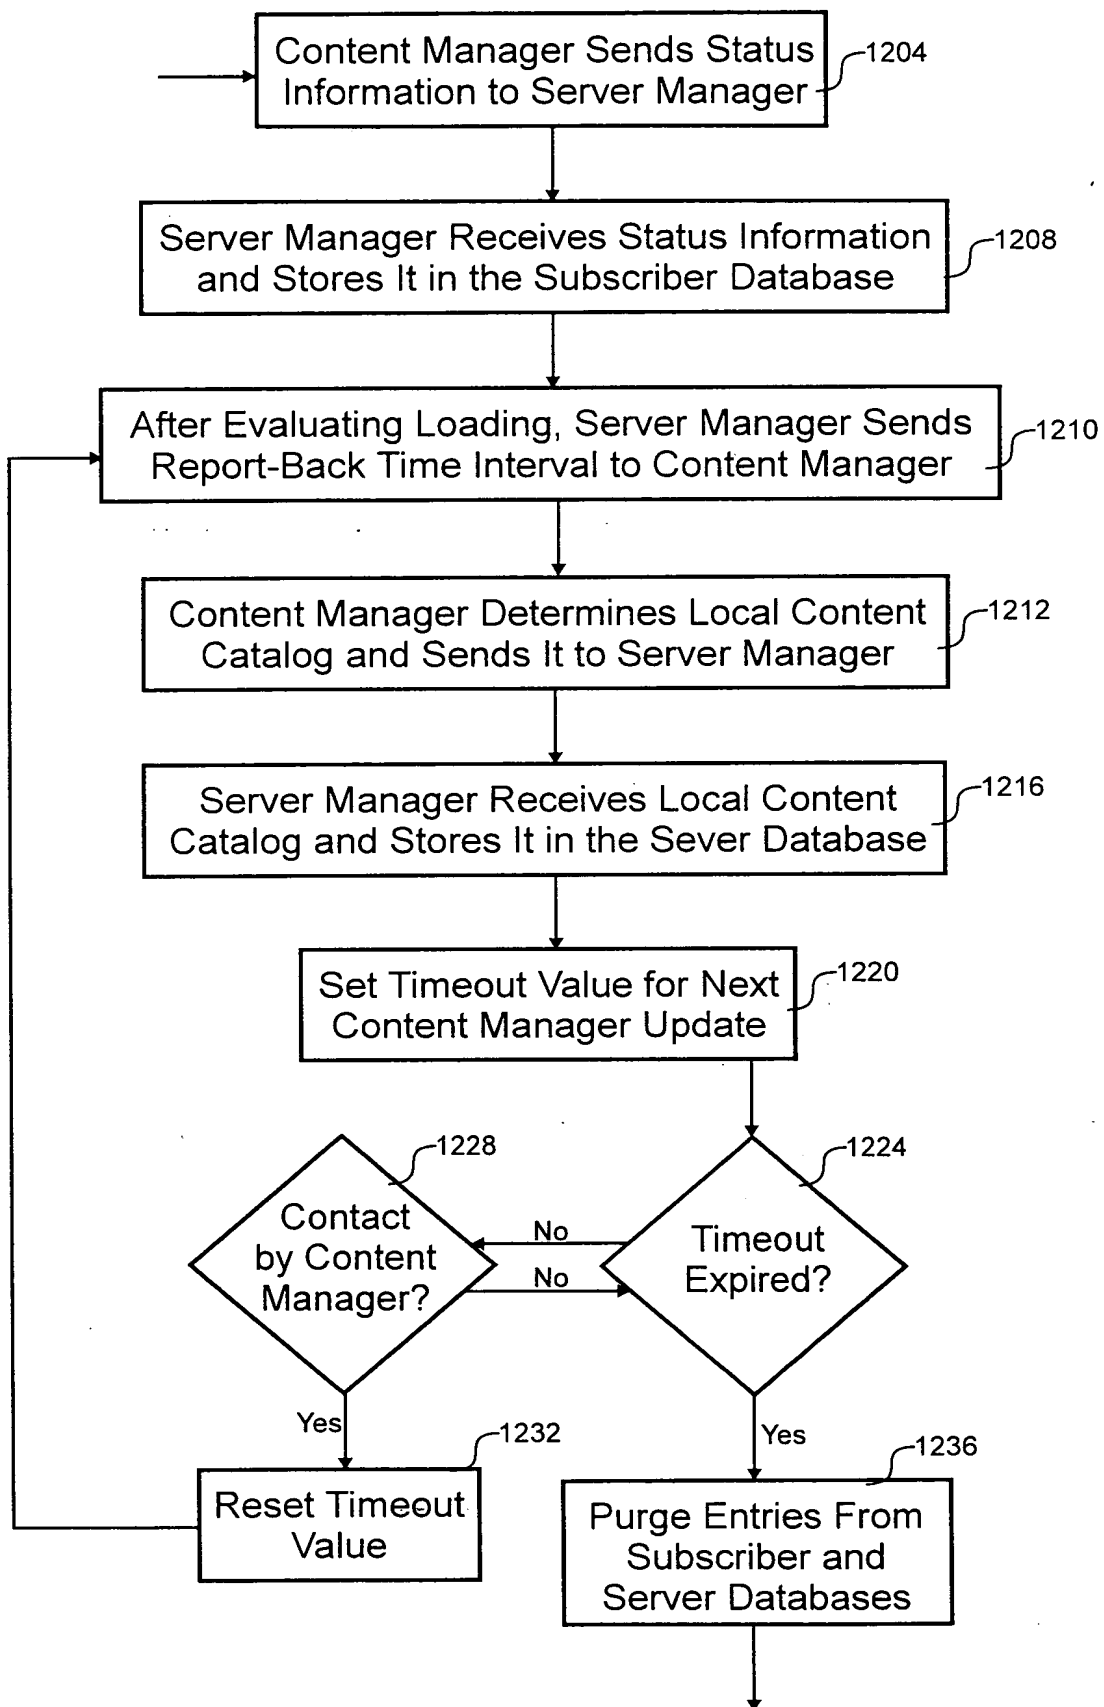 Content Manager Sends Status
Information to Server Manager
1204
Server Manager Receives Status Information
and Stores It in the Subscriber Database
1208
After Evaluating Loading, Server Manager Sends
Report-Back Time Interval to Content Manager
1210
Content Manager Determines Local Content
Catalog and Sends It to Server Manager
1212
Server Manager Receives Local Content
Catalog and Stores It in the Sever Database
1216
Set Timeout Value for Next
Content Manager Update
1220
1228
1224
Contact
by Content
Manager?
No
No
Timeout
Expired?
Yes
1232
Yes
1236
Reset Timeout
Value
Purge Entries From
Subscriber and
Server Databases